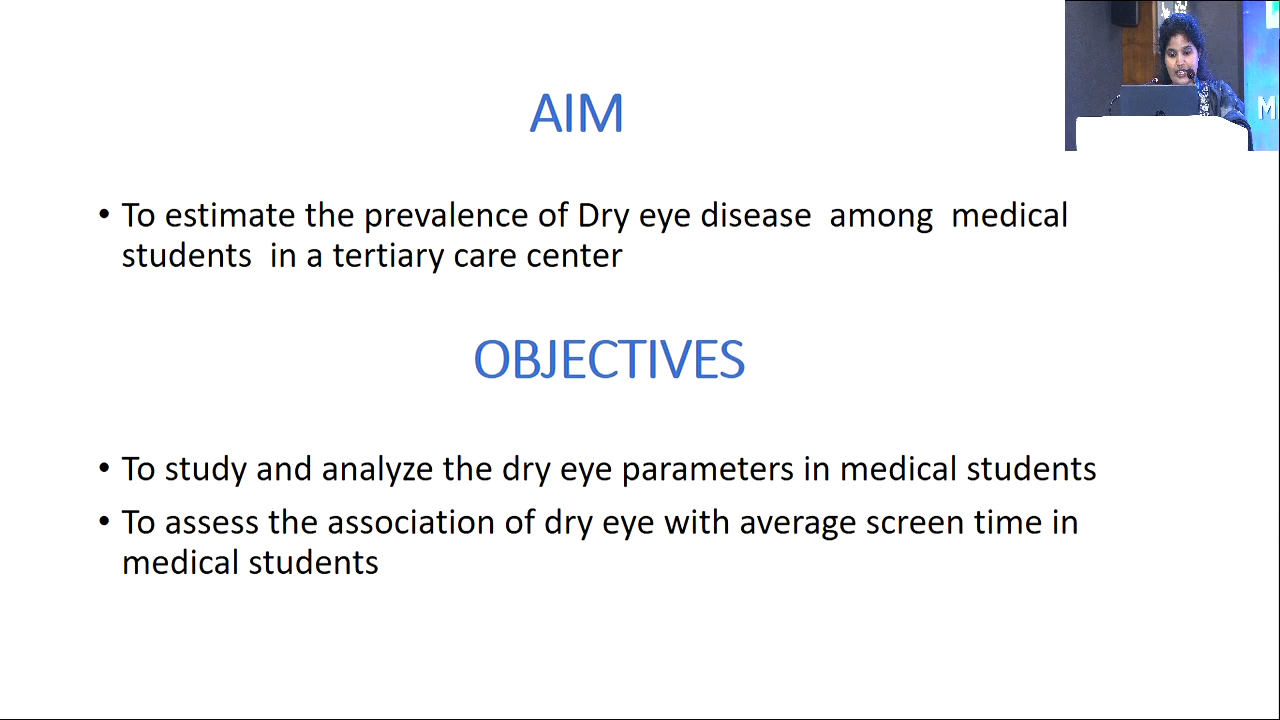 AIM
• To estimate the prevalence of Dry eye disease  among  medical
students  in a tertiary care center
OBJECTIVES
• To study and analyze the dry eye parameters in medical students
• To assess the association of dry eye with average screen time in
medical students